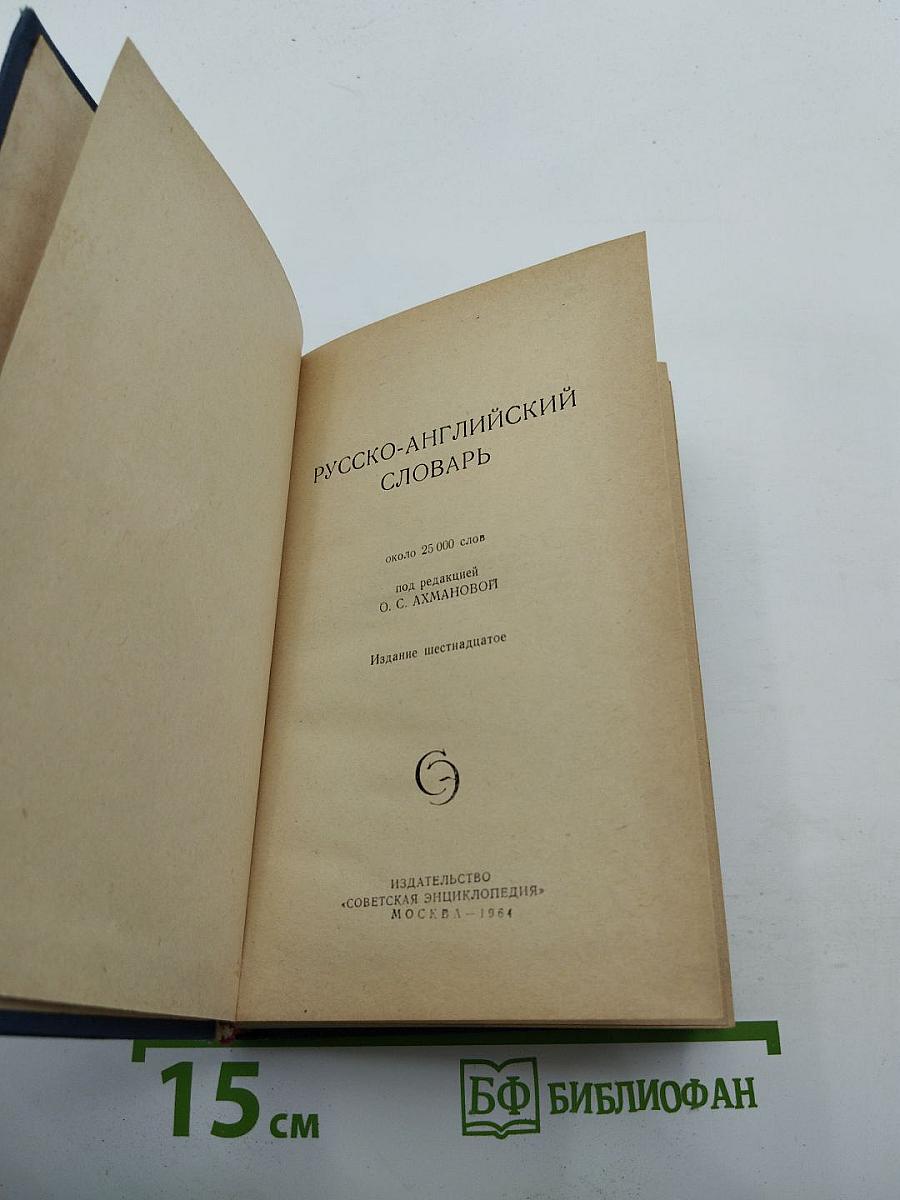 РУССКО-АНГЛИЙСКИЙ
СЛОВАРЬ
около 25 000 слов
под редакцией
О. С. АХМАНОВОЙ
Издание шестнадцатое
СЭ
ИЗДАТЕЛЬСТВО
«СОВЕТСКАЯ ЭНЦИКЛОПЕДИЯ»
МОСКВА — 1964
15 см
БФ БИБЛИОФАН